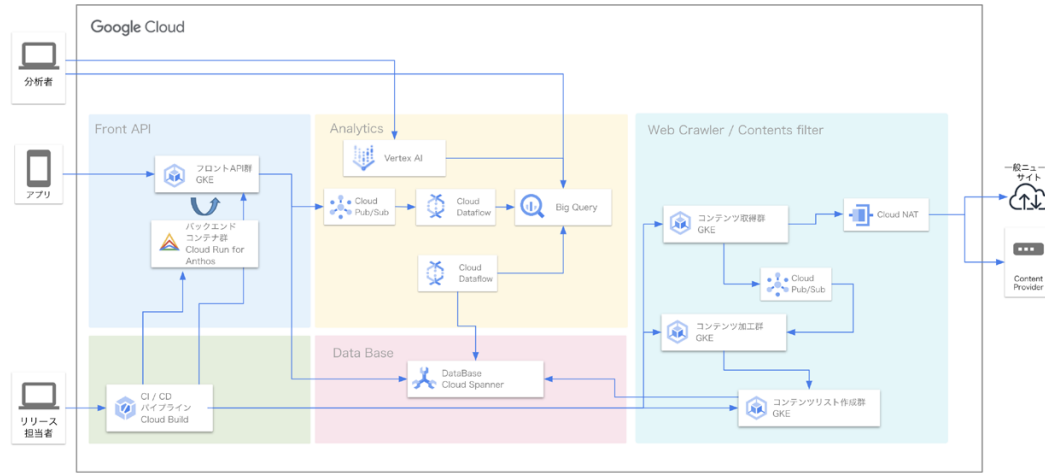 Google Cloud
分析者
アプリ
リリース
担当者
Front API
フロントAPI群
GKE
バックエンド
コンテナ群
Cloud Run for
Anthos
CI / CD
パイプライン
Cloud Build
Analytics
Vertex AI
Cloud
Pub/Sub
Cloud
Dataflow
Big Query
Cloud
Dataflow
Data Base
DataBase
Cloud Spanner
Web Crawler / Contents filter
コンテンツ取得群
GKE
Cloud NAT
Cloud
Pub/Sub
コンテンツ加工群
GKE
コンテンツリスト作成群
GKE
一般ニュー
サイト
Content
Provider